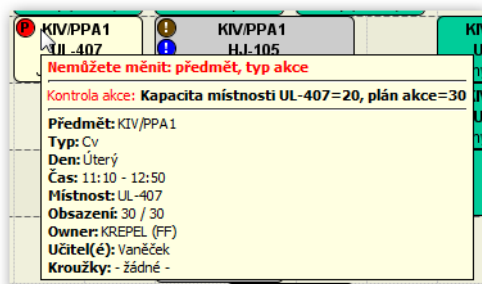 P KIV/PPA1
UL-407
! KIV/PPA1
! HJ-105
KI
U
Nemůžete měnit: předmět, typ akce
Kontrola akce: Kapacita místnosti UL-407=20, plán akce=30
Předmět: KIV/PPA1
Typ: Cv
Den: Úterý
Čas: 11:10 - 12:50
Místnost: UL-407
Obsazení: 30 / 30
Owner: KREPEL (FF)
Učitel(é): Vaněček
Kroužky: - žádné -